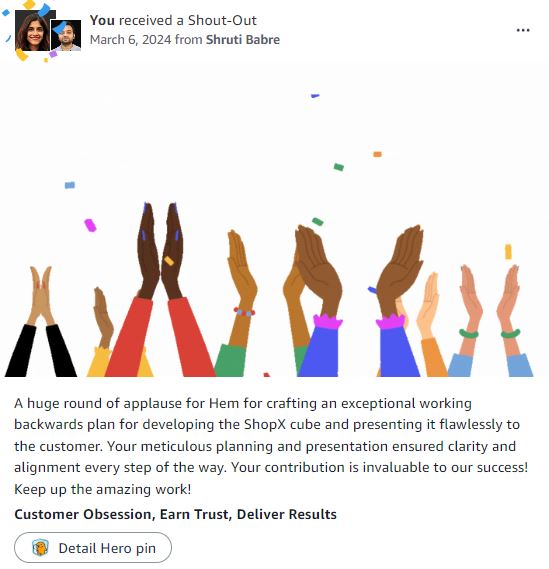 You received a Shout-Out
March 6, 2024 from Shruti Babre
A huge round of applause for Hem for crafting an exceptional working
backwards plan for developing the ShopX cube and presenting it flawlessly to
the customer. Your meticulous planning and presentation ensured clarity and
alignment every step of the way. Your contribution is invaluable to our success!
Keep up the amazing work!
Customer Obsession, Earn Trust, Deliver Results
Detail Hero pin